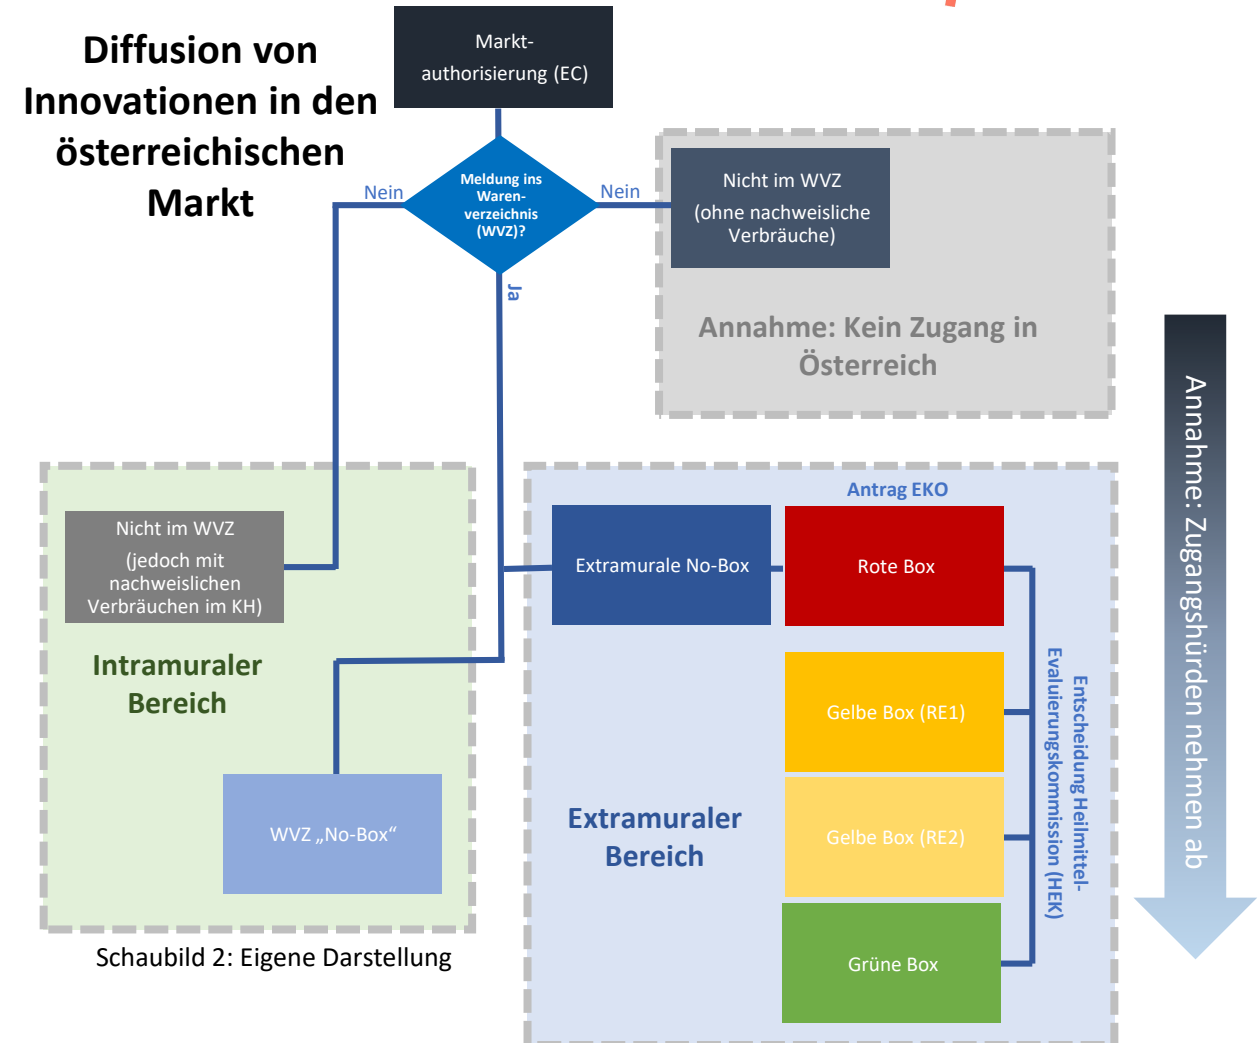 Diffusion von
Innovationen in den
österreichischen
Markt
Markt-
authorisierung (EC)
Meldung ins
Waren-
verzeichnis
(WVZ)?
Nein
Nein
Ja
Nicht im WVZ
(ohne nachweisliche
Verbräuche)
Annahme: Kein Zugang in
Österreich
Annahme: Zugangshürden nehmen ab
Nicht im WVZ
(jedoch mit
nachweislichen
Verbräuchen im KH)
Intramuraler
Bereich
WVZ „No-Box“
Antrag EKO
Extramurale No-Box
Rote Box
Gelbe Box (RE1)
Gelbe Box (RE2)
Grüne Box
Extramuraler
Bereich
Entscheidung Heilmittel-
Evaluierungskommission (HEK)
Schaubild 2: Eigene Darstellung